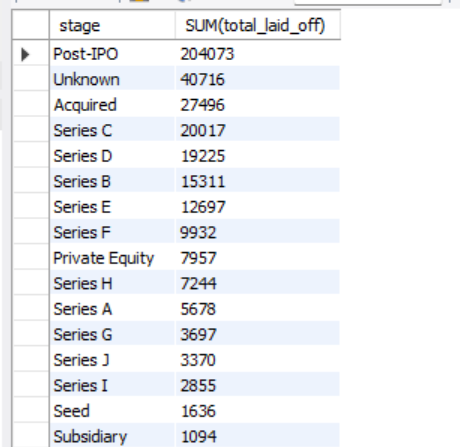 stage SUM(total_laid_off)
Post-IPO 204073
Unknown 40716
Acquired 27496
Series C 20017
Series D 19225
Series B 15311
Series E 12697
Series F 9932
Private Equity 7957
Series H 7244
Series A 5678
Series G 3697
Series J 3370
Series I 2855
Seed 1636
Subsidiary 1094